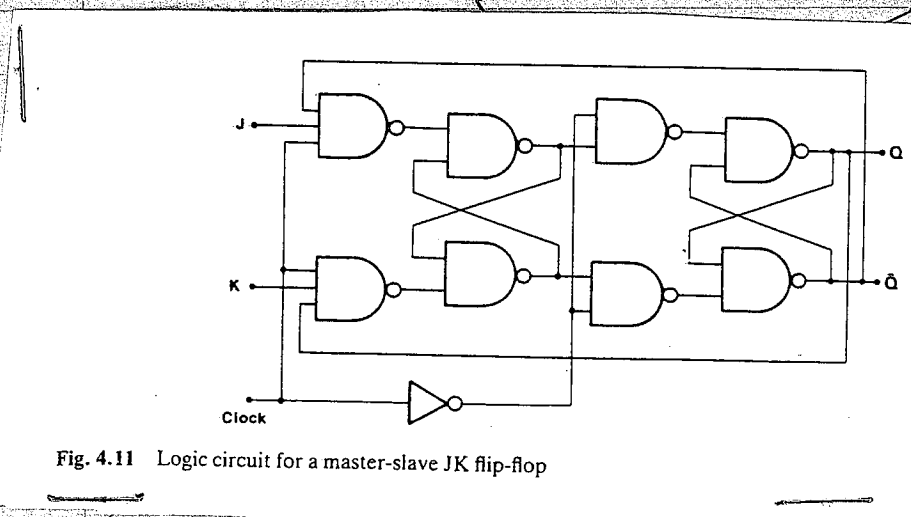 J
Q
K
Q̄
Clock
Fig. 4.11 Logic circuit for a master-slave JK flip-flop